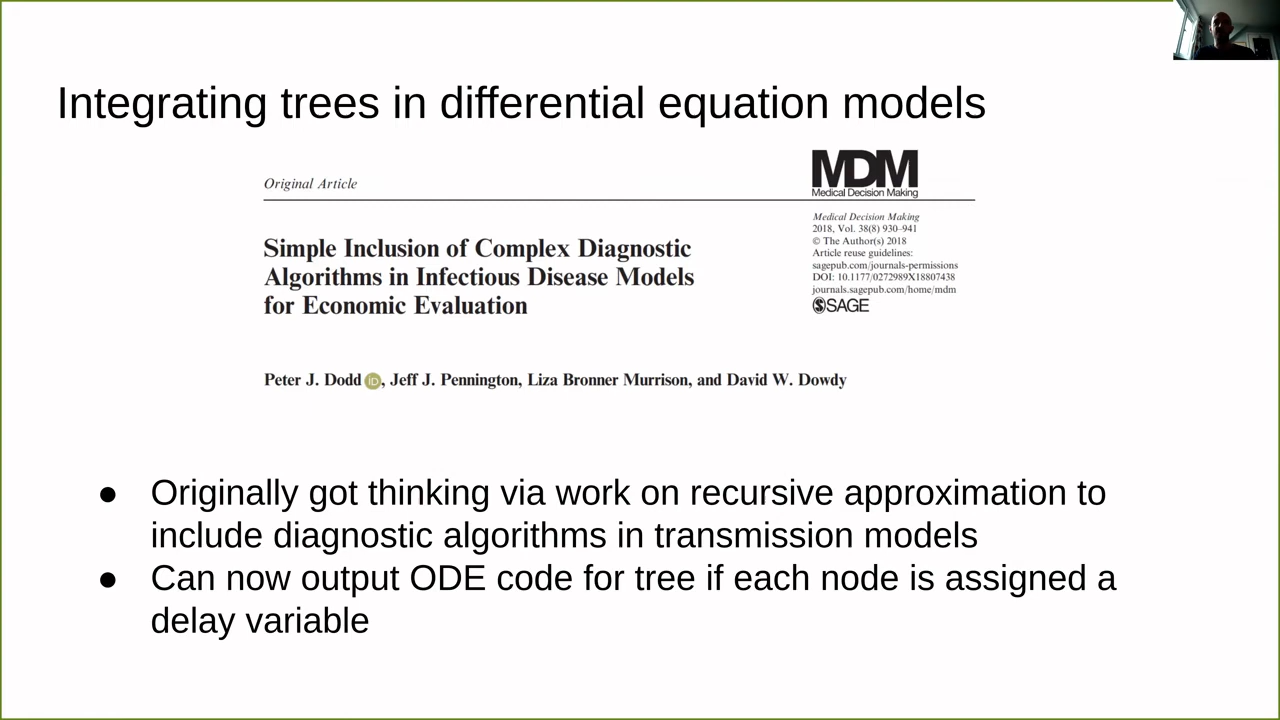 Integrating trees in differential equation models
Original Article
MDM
Medical Decision Making
Medical Decision Making
2018, Vol. 38(8) 930–941
© The Author(s) 2018
Article reuse guidelines:
sagepub.com/journals-permissions
DOI: 10.1177/0272989X18807438
journals.sagepub.com/home/mdm
SAGE
Simple Inclusion of Complex Diagnostic
Algorithms in Infectious Disease Models
for Economic Evaluation
Peter J. Dodd iD, Jeff J. Pennington, Liza Bronner Murrison, and David W. Dowdy
● Originally got thinking via work on recursive approximation to
include diagnostic algorithms in transmission models
● Can now output ODE code for tree if each node is assigned a
delay variable